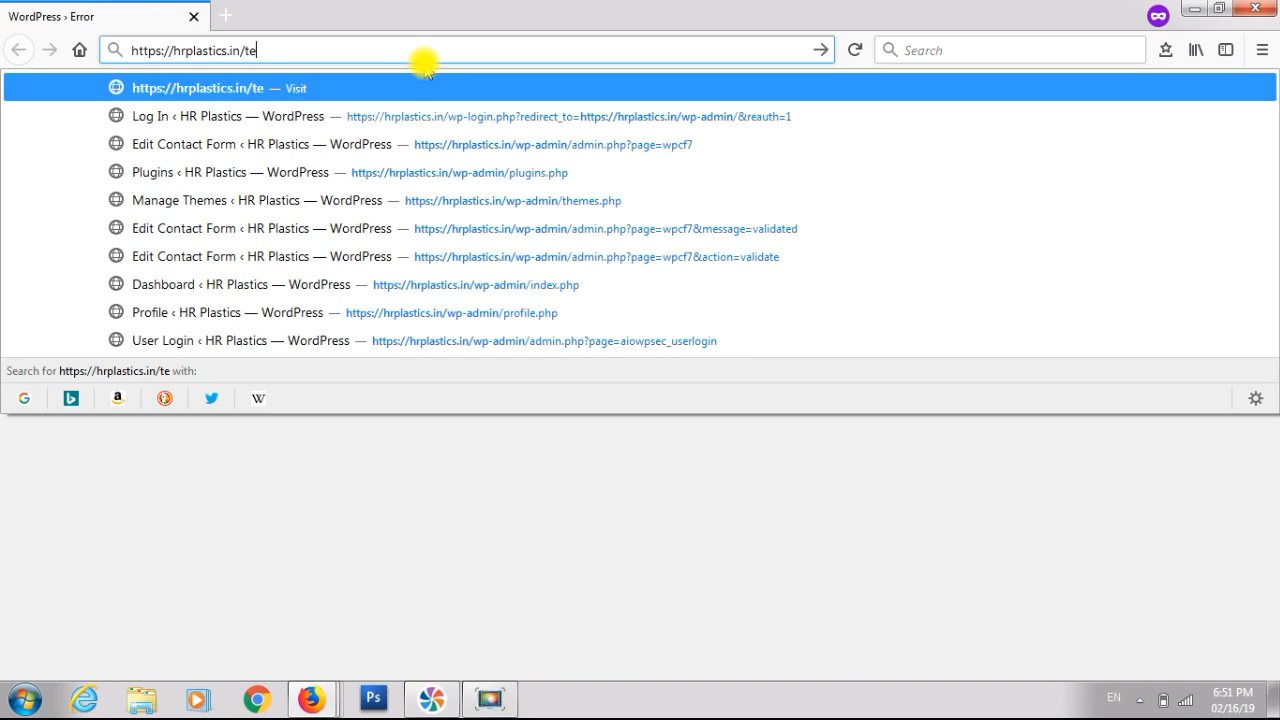 WordPress › Error
https://hrplastics.in/te
Search
https://hrplastics.in/te — Visit
Log In ‹ HR Plastics — WordPress — https://hrplastics.in/wp-login.php?redirect_to=https://hrplastics.in/wp-admin/&reauth=1
Edit Contact Form ‹ HR Plastics — WordPress — https://hrplastics.in/wp-admin/admin.php?page=wpcf7
Plugins ‹ HR Plastics — WordPress — https://hrplastics.in/wp-admin/plugins.php
Manage Themes ‹ HR Plastics — WordPress — https://hrplastics.in/wp-admin/themes.php
Edit Contact Form ‹ HR Plastics — WordPress — https://hrplastics.in/wp-admin/admin.php?page=wpcf7&message=validated
Edit Contact Form ‹ HR Plastics — WordPress — https://hrplastics.in/wp-admin/admin.php?page=wpcf7&action=validate
Dashboard ‹ HR Plastics — WordPress — https://hrplastics.in/wp-admin/index.php
Profile ‹ HR Plastics — WordPress — https://hrplastics.in/wp-admin/profile.php
User Login ‹ HR Plastics — WordPress — https://hrplastics.in/wp-admin/admin.php?page=aiowpsec_userlogin
Search for https://hrplastics.in/te with:
G b a W
Ps
EN
6:51 PM
02/16/19